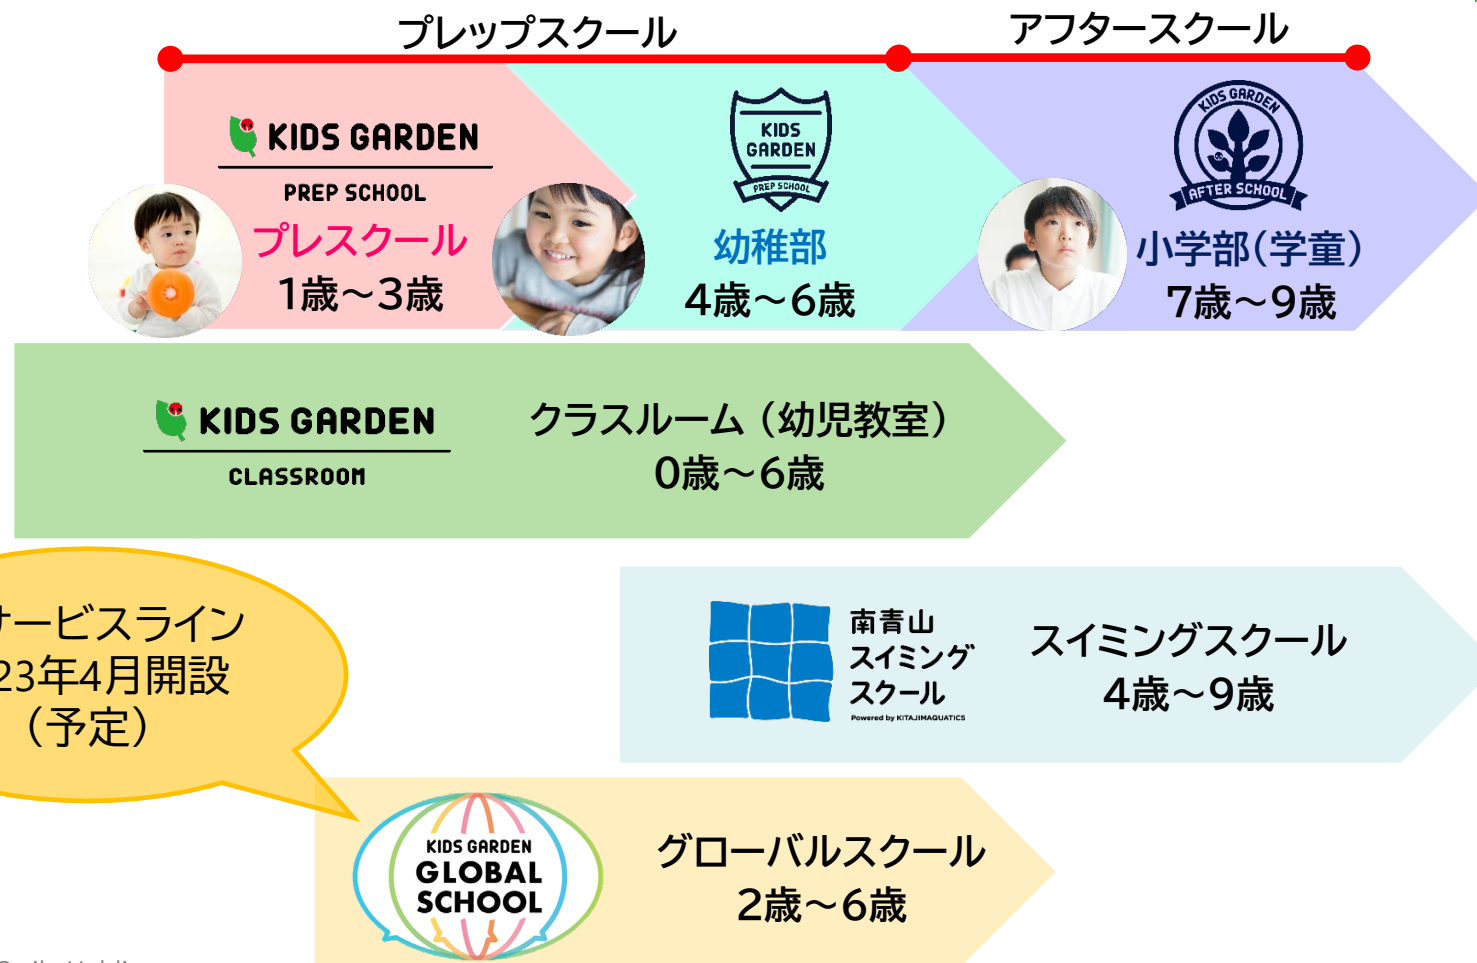 プレップスクール
アフタースクール
KIDS GARDEN
PREP SCHOOL
プレスクール
1歳～3歳
KIDS
GARDEN
PREP SCHOOL
幼稚部
4歳～6歳
KIDS GARDEN
AFTER SCHOOL
小学部(学童)
7歳～9歳
KIDS GARDEN
CLASSROOM
クラスルーム（幼児教室）
0歳～6歳
サービスライン
23年4月開設
（予定）
南青山
スイミング
スクール
Powered by KITAJIMAQUATICS
スイミングスクール
4歳～9歳
KIDS GARDEN
GLOBAL
SCHOOL
グローバルスクール
2歳～6歳